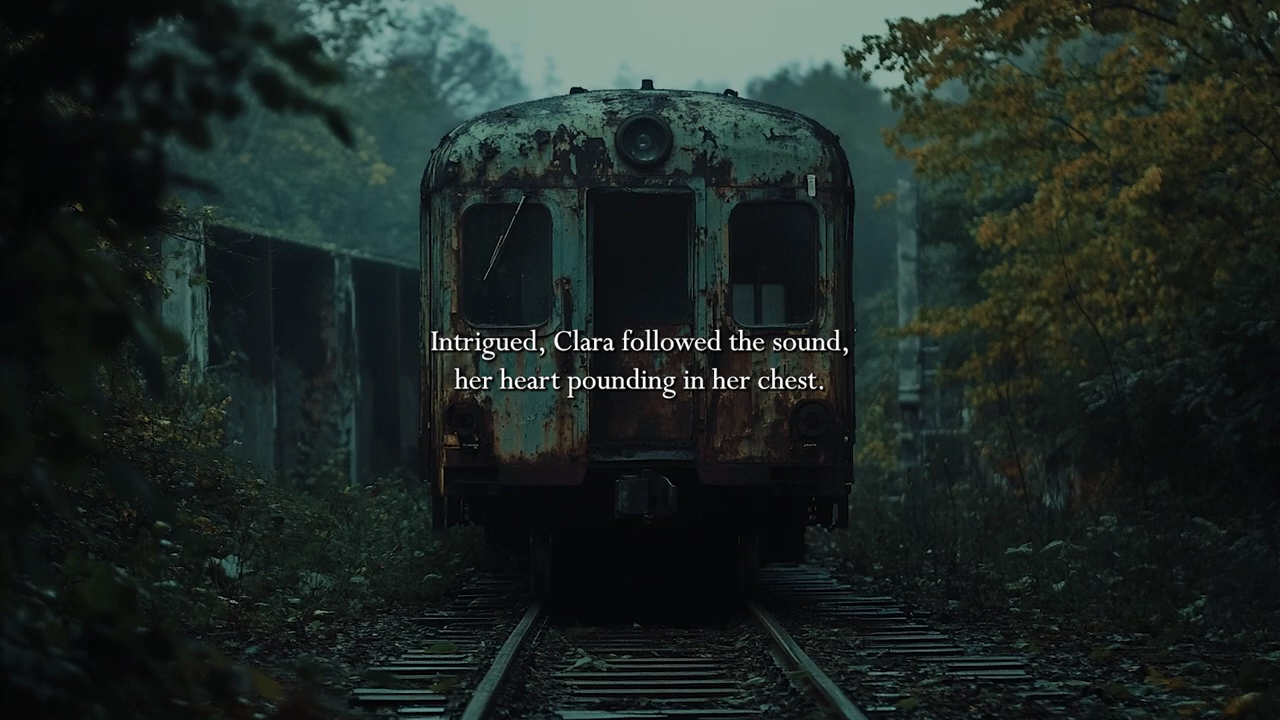 Intrigued, Clara followed the sound,
her heart pounding in her chest.